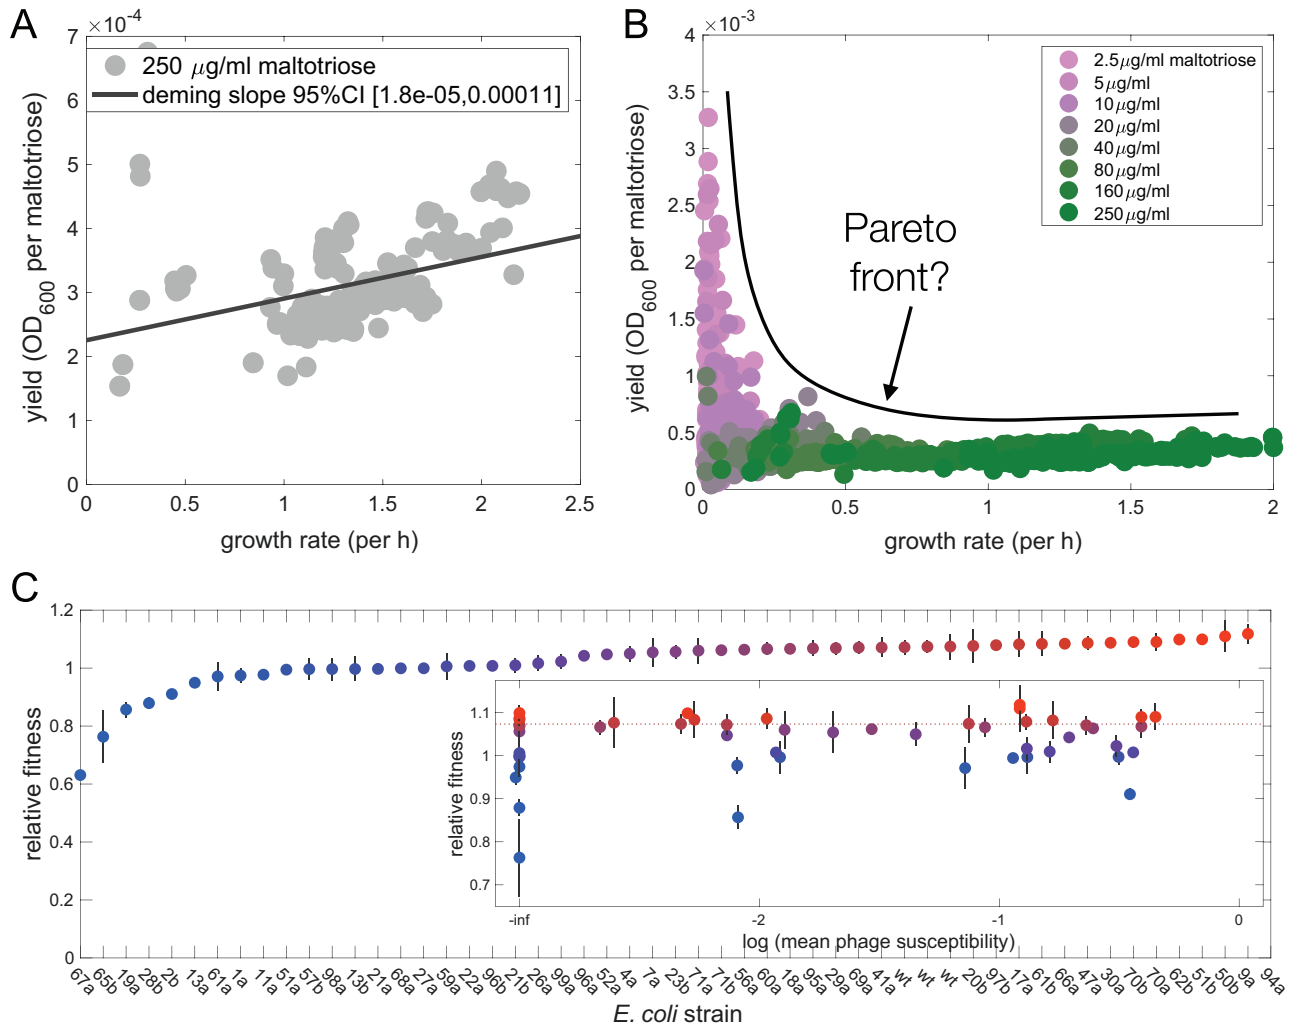 A
×10⁻⁴
7
6
5
4
3
2
1
0
0
0.5
1
1.5
2
2.5
250 μg/ml maltotriose
deming slope 95%CI [1.8e-05,0.00011]
yield (OD₆₀₀ per maltotriose)
growth rate (per h)
B
×10⁻³
4
3.5
3
2.5
2
1.5
1
0.5
0
0
0.5
1
1.5
2
2.5μg/ml maltotriose
5μg/ml
10μg/ml
20μg/ml
40μg/ml
80μg/ml
160μg/ml
250μg/ml
Pareto
front?
yield (OD₆₀₀ per maltotriose)
growth rate (per h)
C
1.2
1
0.8
0.6
0.4
0.2
0
relative fitness
67a
65b
19a
28b
2b
13a
61a
1a
11a
51a
57b
98a
13b
21a
68a
27a
59a
22a
96b
21b
26a
99a
96a
52a
4a
7a
23b
71a
71b
56a
60a
18a
95a
29a
69a
41a
wt
wt
wt
20b
97b
17a
61b
66a
47a
30a
70b
70a
62b
51b
50b
9a
94a
E. coli strain
1.1
1
0.9
0.8
0.7
relative fitness
-inf
-2
-1
0
log (mean phage susceptibility)